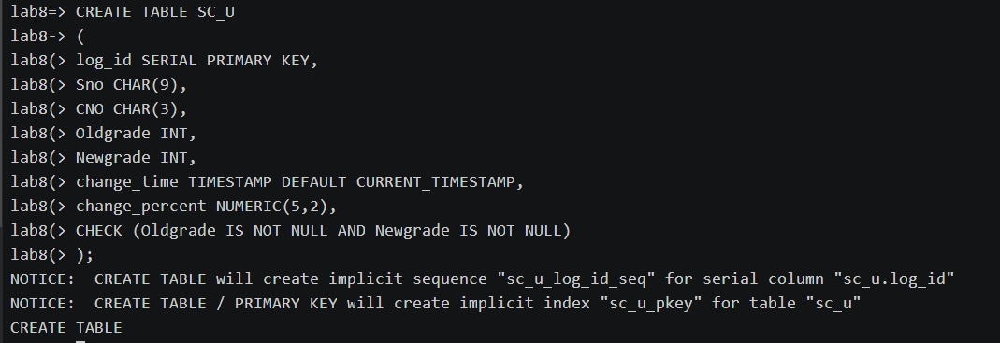 lab8=> CREATE TABLE SC_U
lab8-> (
lab8(> log_id SERIAL PRIMARY KEY,
lab8(> Sno CHAR(9),
lab8(> CNO CHAR(3),
lab8(> Oldgrade INT,
lab8(> Newgrade INT,
lab8(> change_time TIMESTAMP DEFAULT CURRENT_TIMESTAMP,
lab8(> change_percent NUMERIC(5,2),
lab8(> CHECK (Oldgrade IS NOT NULL AND Newgrade IS NOT NULL)
lab8(> );
NOTICE:  CREATE TABLE will create implicit sequence "sc_u_log_id_seq" for serial column "sc_u.log_id"
NOTICE:  CREATE TABLE / PRIMARY KEY will create implicit index "sc_u_pkey" for table "sc_u"
CREATE TABLE